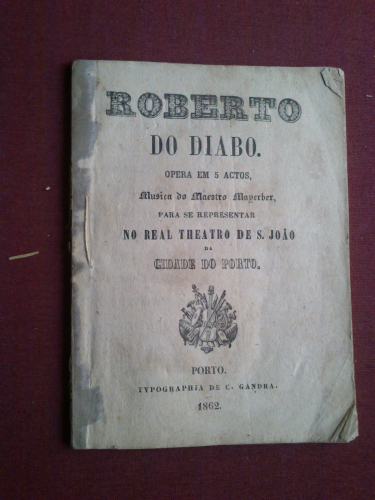 ROBERTO
DO DIABO.
OPERA EM 5 ACTOS,
Musica do Maestro Mayerber,
PARA SE REPRESENTAR
NO REAL THEATRO DE S. JOÃO
DA
CIDADE DO PORTO.
PORTO.
TYPOGRAPHIA DE C. GANDRA.
1862.